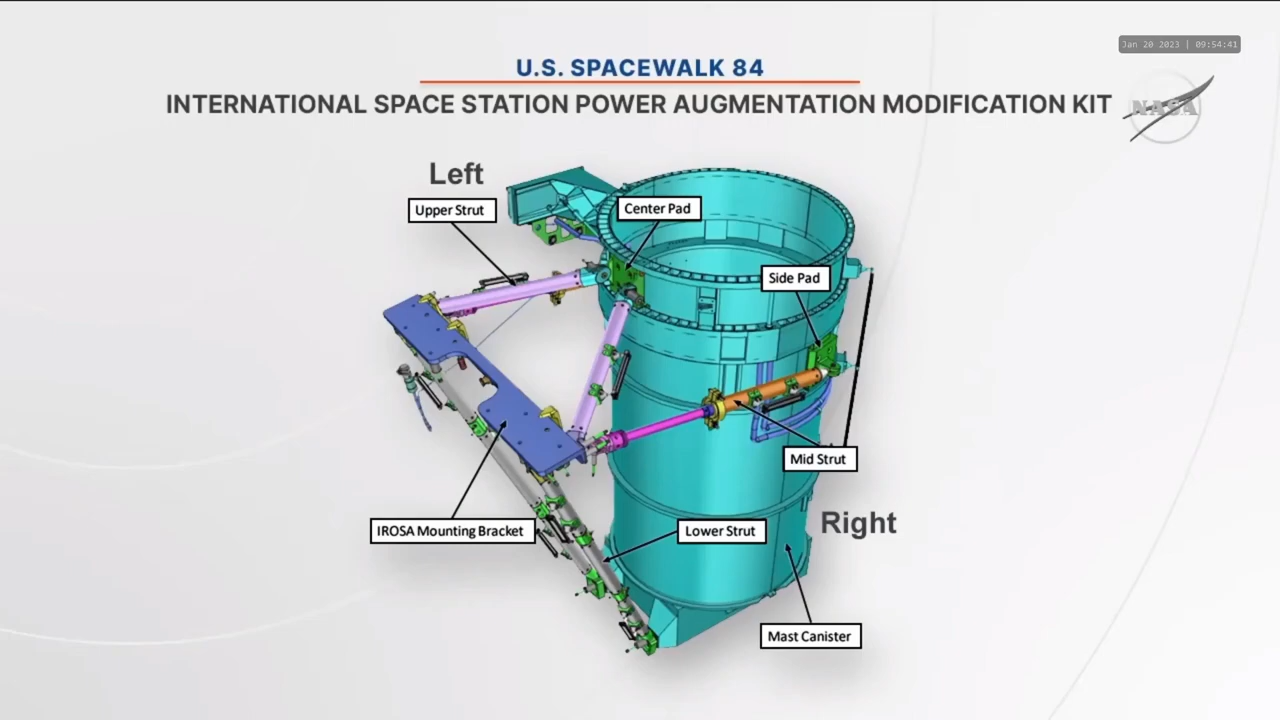 Jan 20 2023 | 09:54:41
U.S. SPACEWALK 84
INTERNATIONAL SPACE STATION POWER AUGMENTATION MODIFICATION KIT
NASA
Left
Upper Strut
Center Pad
Side Pad
Mid Strut
IROSA Mounting Bracket
Lower Strut
Right
Mast Canister